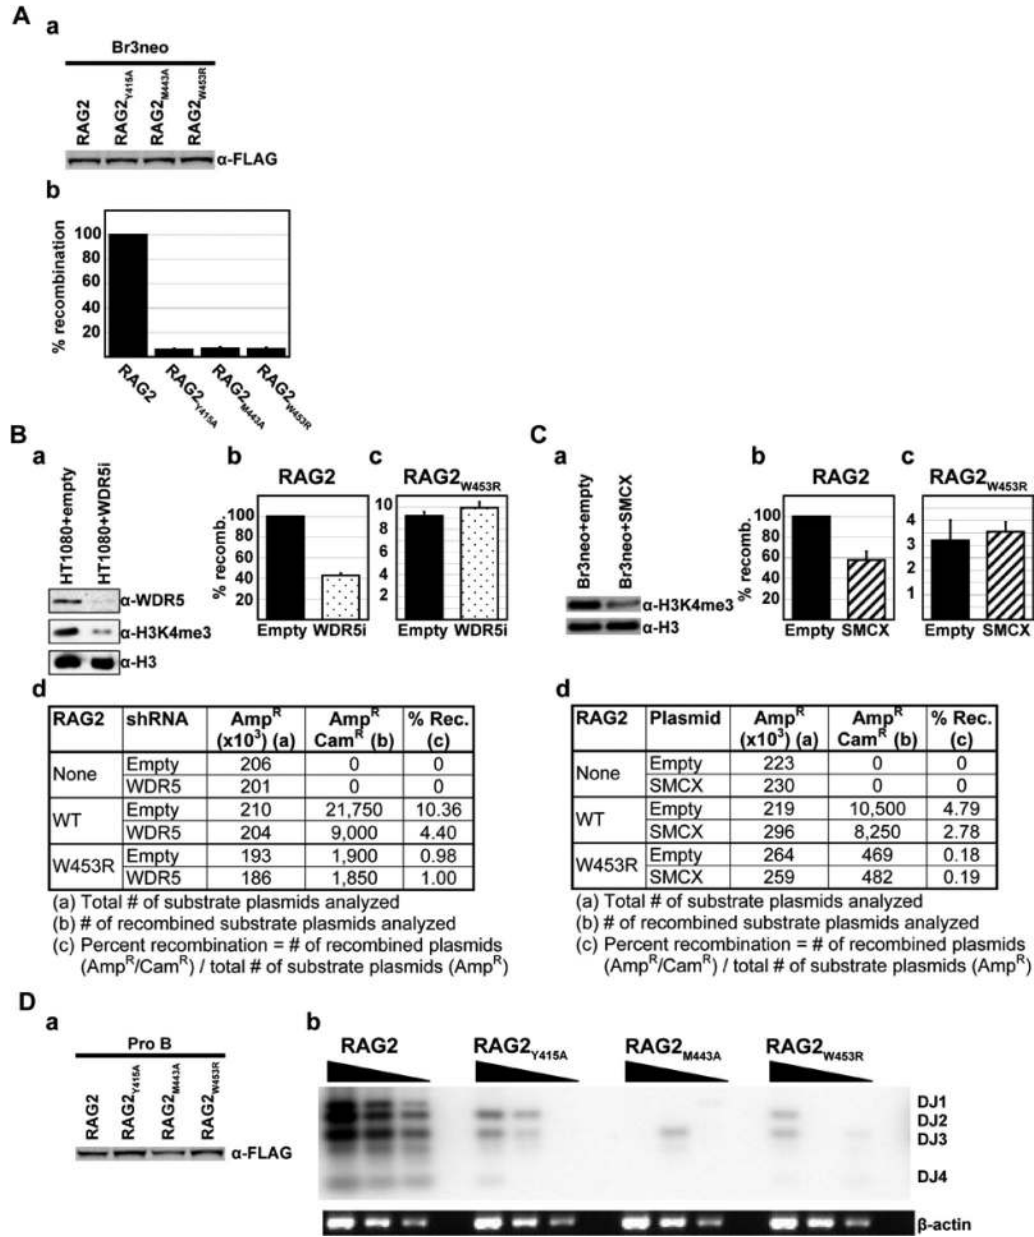 A
a
Br3neo
RAG2
RAG2Y415A
RAG2M443A
RAG2W453R
α-FLAG
b
% recombination
100
80
60
40
20
RAG2
RAG2Y415A
RAG2M443A
RAG2W453R
B
a
HT1080+empty
HT1080+WDR5i
α-WDR5
α-H3K4me3
α-H3
b
RAG2
% recomb.
100
80
60
40
20
Empty WDR5i
c
RAG2W453R
10
8
6
4
2
Empty WDR5i
d
RAG2 shRNA AmpR (x10³) (a) AmpR CamR (b) % Rec. (c)
None Empty 206 0 0
WDR5 201 0 0
WT Empty 210 21,750 10.36
WDR5 204 9,000 4.40
W453R Empty 193 1,900 0.98
WDR5 186 1,850 1.00
(a) Total # of substrate plasmids analyzed
(b) # of recombined substrate plasmids analyzed
(c) Percent recombination = # of recombined plasmids
(AmpR/CamR) / total # of substrate plasmids (AmpR)
C
a
Br3neo+empty
Br3neo+SMCX
α-H3K4me3
α-H3
b
RAG2
% recomb.
100
80
60
40
20
Empty SMCX
c
RAG2W453R
4
3
2
1
Empty SMCX
d
RAG2 Plasmid AmpR (x10³) (a) AmpR CamR (b) % Rec. (c)
None Empty 223 0 0
SMCX 230 0 0
WT Empty 219 10,500 4.79
SMCX 296 8,250 2.78
W453R Empty 264 469 0.18
SMCX 259 482 0.19
(a) Total # of substrate plasmids analyzed
(b) # of recombined substrate plasmids analyzed
(c) Percent recombination = # of recombined plasmids
(AmpR/CamR) / total # of substrate plasmids (AmpR)
D
a
Pro B
RAG2
RAG2Y415A
RAG2M443A
RAG2W453R
α-FLAG
b
RAG2 RAG2Y415A RAG2M443A RAG2W453R
DJ1
DJ2
DJ3
DJ4
β-actin